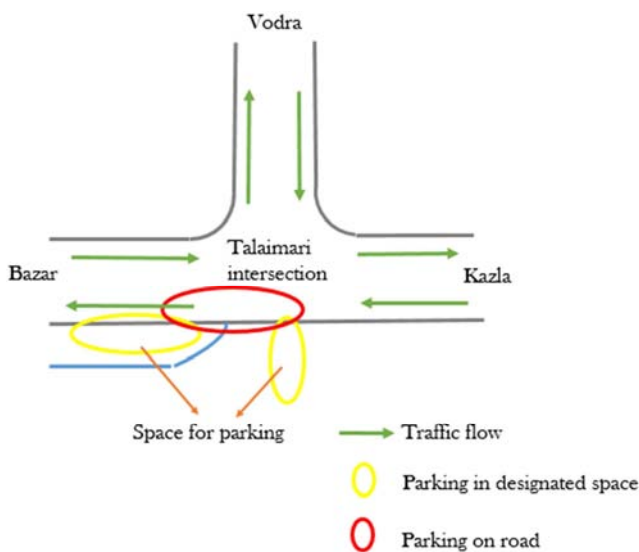 Vodra
Talaimari
intersection
Bazar
Kazla
Space for parking
Traffic flow
Parking in designated space
Parking on road